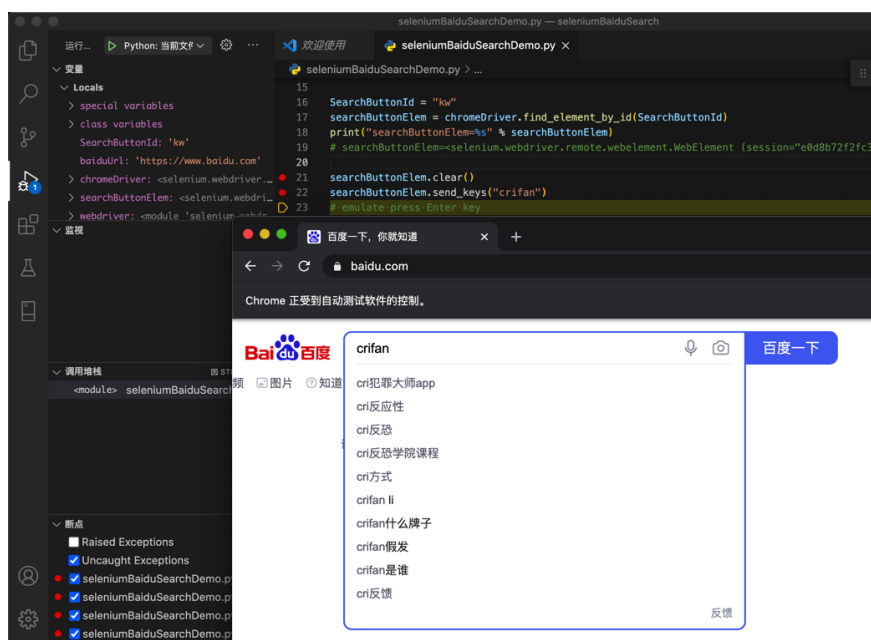 seleniumBaiduSearchDemo.py — seleniumBaiduSearch
运行... Python: 当前文件 ...
欢迎使用
seleniumBaiduSearchDemo.py ×
变量
seleniumBaiduSearchDemo.py > ...
Locals
special variables
class variables
SearchButtonId: 'kw'
baiduUrl: 'https://www.baidu.com'
chromeDriver: <selenium.webdriver...
searchButtonElem: <selenium.webdri...
webdriver: <module 'selenium.webdr...
15
16 SearchButtonId = "kw"
17 searchButtonElem = chromeDriver.find_element_by_id(SearchButtonId)
18 print("searchButtonElem=%s" % searchButtonElem)
19 # searchButtonElem=<selenium.webdriver.remote.webelement.WebElement (session="e0d8b72f2fc3
20
21 searchButtonElem.clear()
22 searchButtonElem.send_keys("crifan")
23 # emulate press Enter key
1
监视
调用堆栈
因 ST
<module> seleniumBaiduSearch
断点
Raised Exceptions
Uncaught Exceptions
seleniumBaiduSearchDemo.p
seleniumBaiduSearchDemo.p
seleniumBaiduSearchDemo.p
seleniumBaiduSearchDemo.p
百度一下，你就知道 × +
baidu.com
Chrome 正受到自动测试软件的控制。
Bai du 百度
crifan
百度一下
频 图片 知道
cri犯罪大师app
cri反应性
cri反恐
cri反恐学院课程
cri方式
crifan li
crifan什么牌子
crifan假发
crifan是谁
cri反馈
反馈